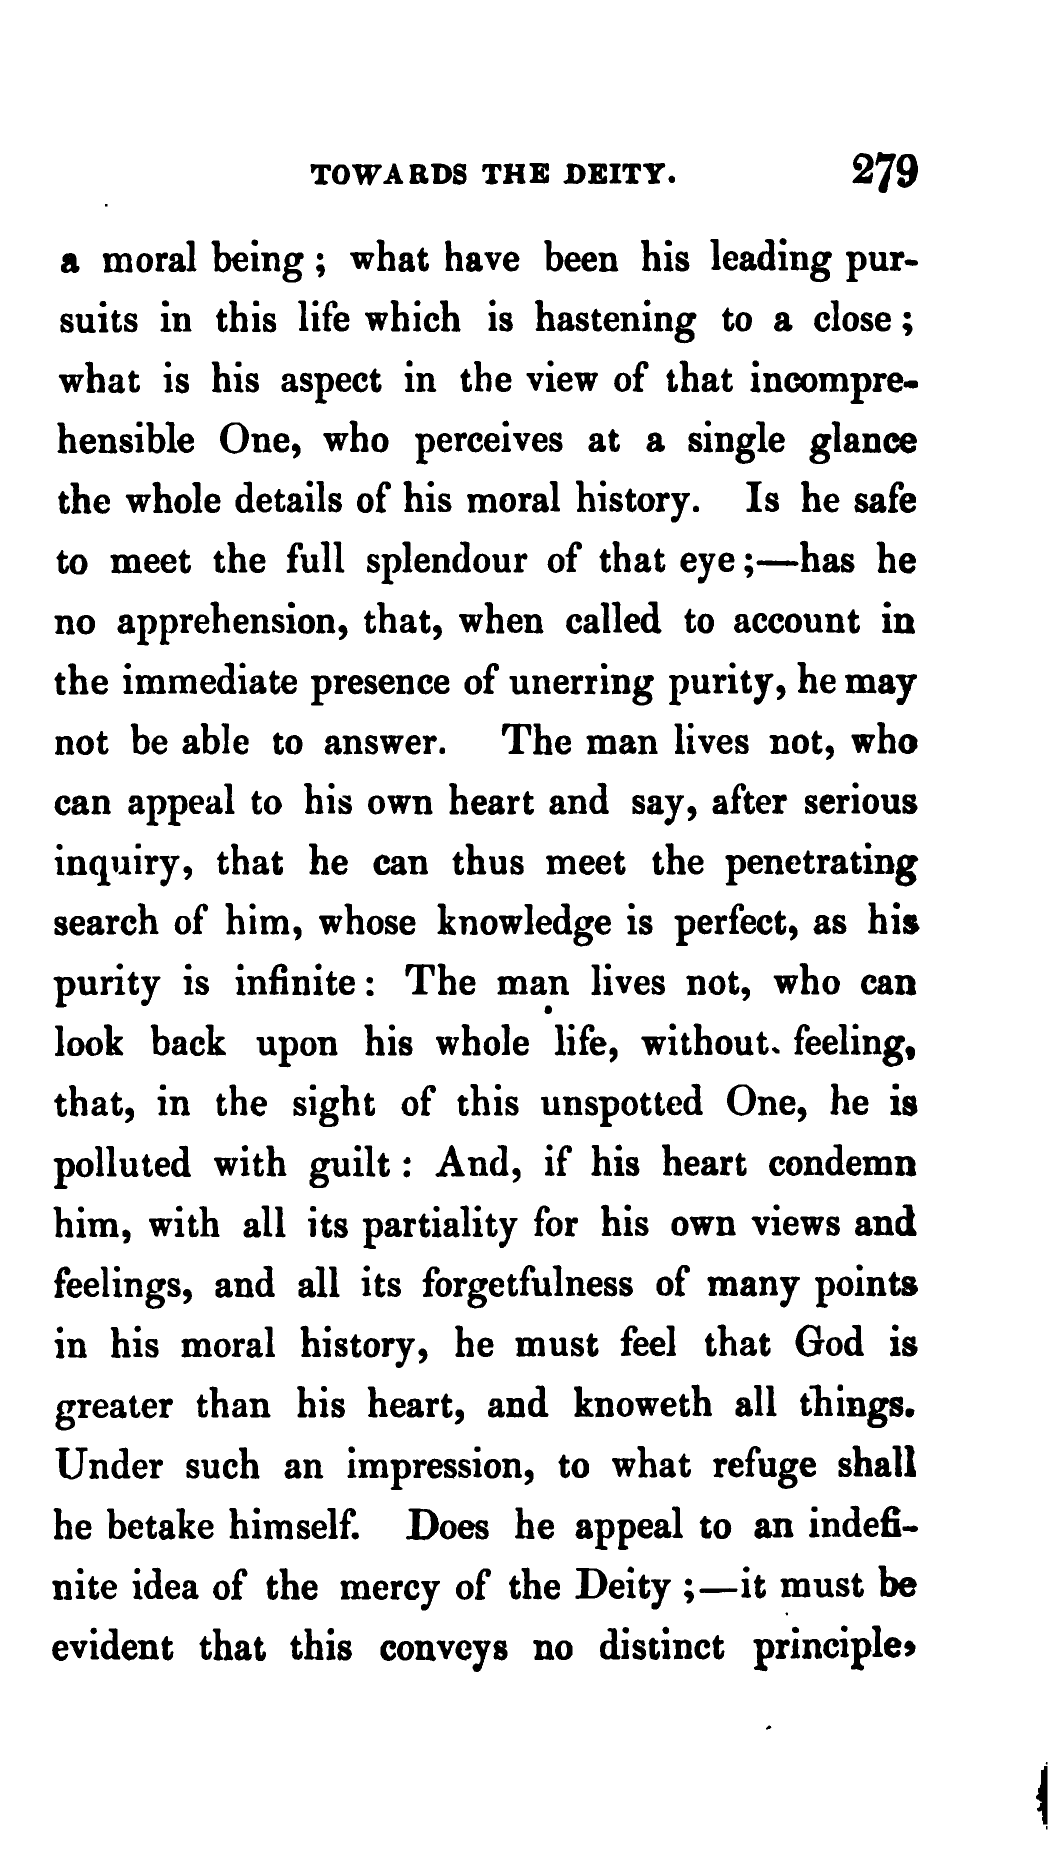 TOWARDS THE DEITY. 279
a moral being ; what have been his leading pur-
suits in this life which is hastening to a close ;
what is his aspect in the view of that incompre-
hensible One, who perceives at a single glance
the whole details of his moral history. Is he safe
to meet the full splendour of that eye ;—has he
no apprehension, that, when called to account in
the immediate presence of unerring purity, he may
not be able to answer. The man lives not, who
can appeal to his own heart and say, after serious
inquiry, that he can thus meet the penetrating
search of him, whose knowledge is perfect, as his
purity is infinite : The man lives not, who can
look back upon his whole life, without feeling,
that, in the sight of this unspotted One, he is
polluted with guilt : And, if his heart condemn
him, with all its partiality for his own views and
feelings, and all its forgetfulness of many points
in his moral history, he must feel that God is
greater than his heart, and knoweth all things.
Under such an impression, to what refuge shall
he betake himself. Does he appeal to an indefi-
nite idea of the mercy of the Deity ;—it must be
evident that this conveys no distinct principle,